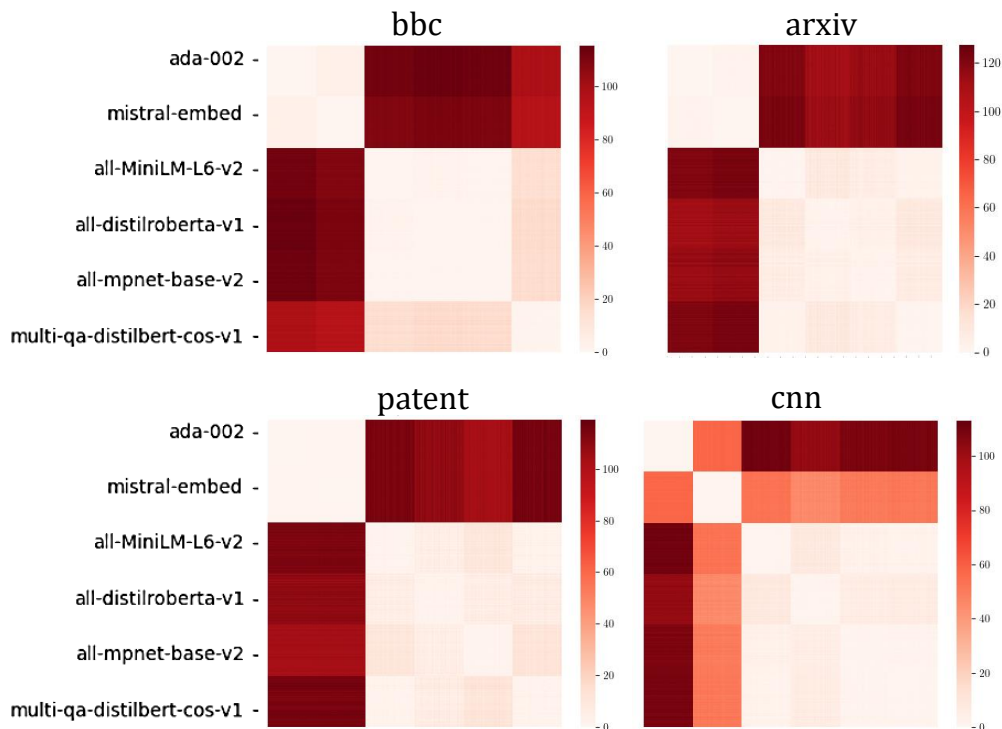 bbc
arxiv
ada-002 -
mistral-embed -
all-MiniLM-L6-v2 -
all-distilroberta-v1 -
all-mpnet-base-v2 -
multi-qa-distilbert-cos-v1 -
100
80
60
40
20
0
120
100
80
60
40
20
0
patent
cnn
ada-002 -
mistral-embed -
all-MiniLM-L6-v2 -
all-distilroberta-v1 -
all-mpnet-base-v2 -
multi-qa-distilbert-cos-v1 -
100
80
60
40
20
0
100
80
60
40
20
0